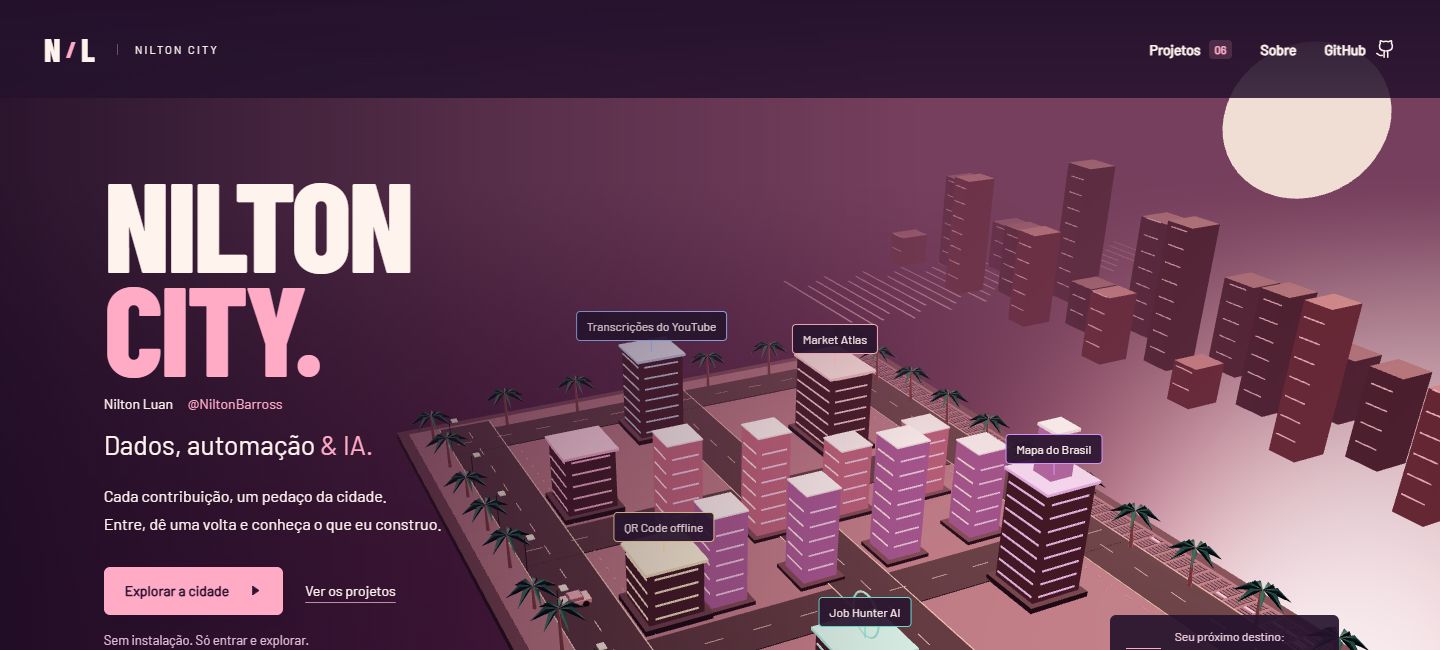 N/L
NILTON CITY
Projetos 06
Sobre
GitHub
NILTON
CITY.
Nilton Luan @NiltonBarross
Dados, automação & IA.
Cada contribuição, um pedaço da cidade.
Entre, dê uma volta e conheça o que eu construo.
Explorar a cidade
Ver os projetos
Sem instalação. Só entrar e explorar.
Transcrições do YouTube
Market Atlas
Mapa do Brasil
QR Code offline
Job Hunter AI
Seu próximo destino: